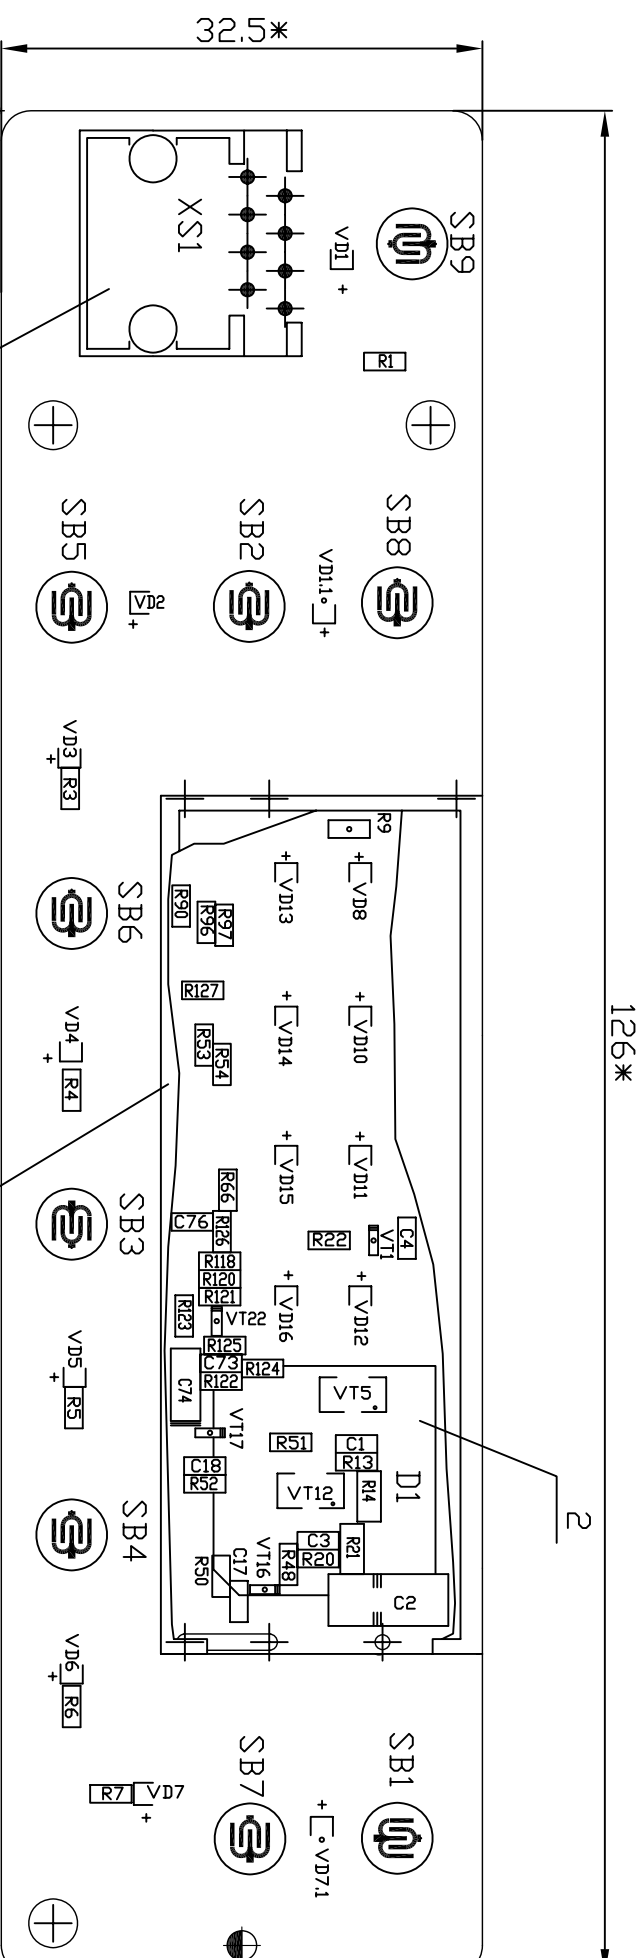 32.5*
126*
XS1
SB9
VD1
R1
SB5
SB2
SB8
VD2
VD1.1
VD3
R3
R9
VD13
VD8
SB6
R90
R96
R97
R127
VD4
R4
R53
R54
VD14
VD10
SB3
R66
VD15
VD11
C76
R126
R22
VT1
C4
R118
R120
R121
R123
VT22
VD16
VD12
VD5
R5
R125
C73
R124
R122
C74
VT5
VT17
R51
C1
R13
C18
R52
VT12
R14
D1
2
SB4
C3
R20
R21
R48
VT16
C17
R50
C2
VD6
R6
SB7
SB1
R7
VD7
VD7.1